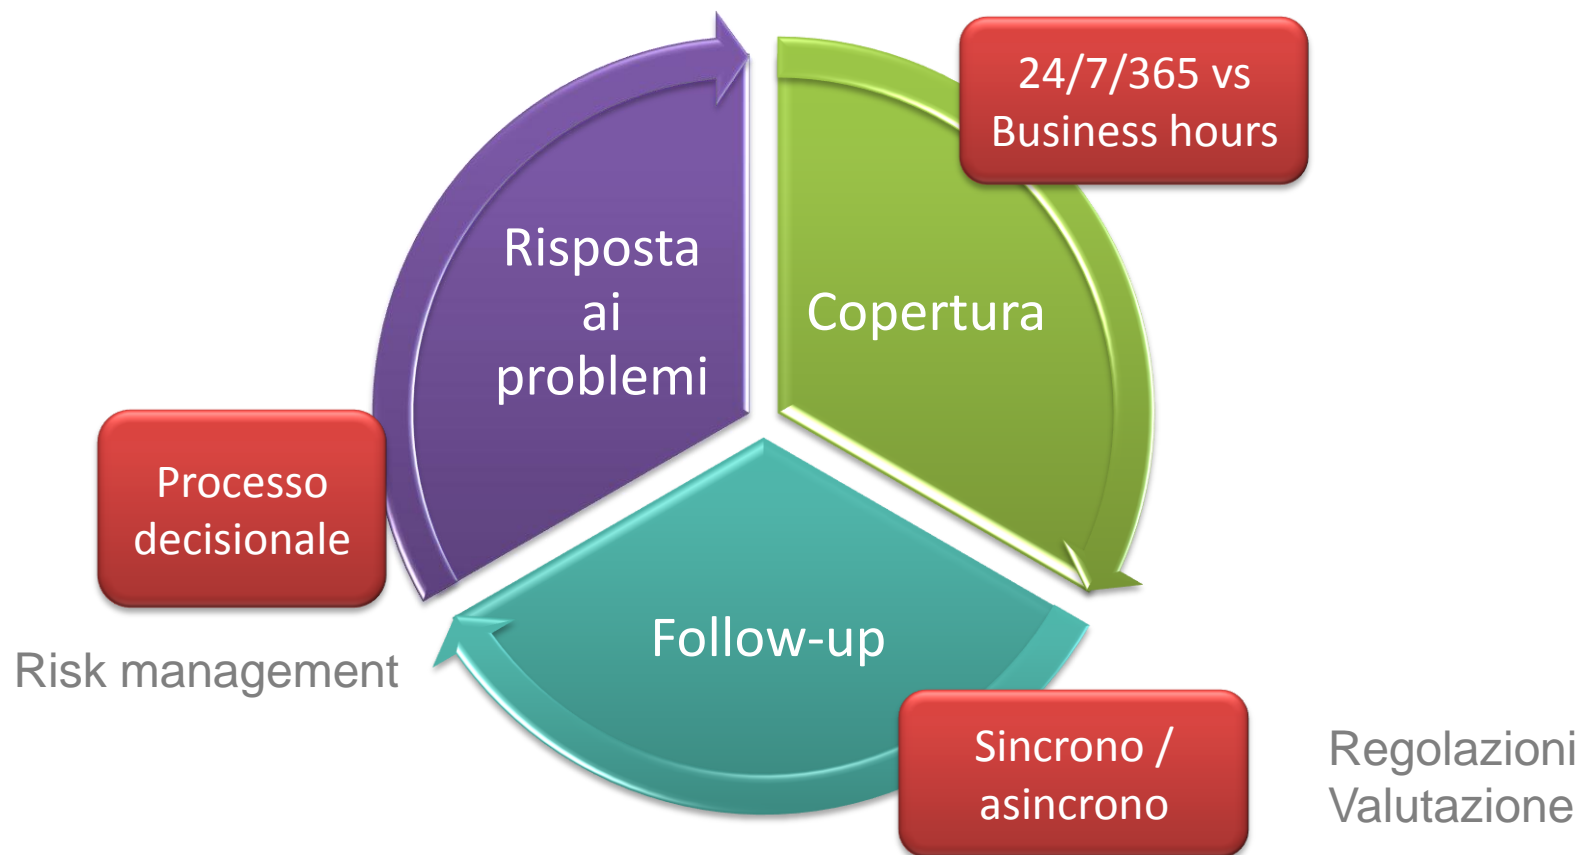 24/7/365 vs
Business hours
Risposta
ai
problemi
Copertura
Processo
decisionale
Follow-up
Risk management
Sincrono /
asincrono
Regolazioni
Valutazione